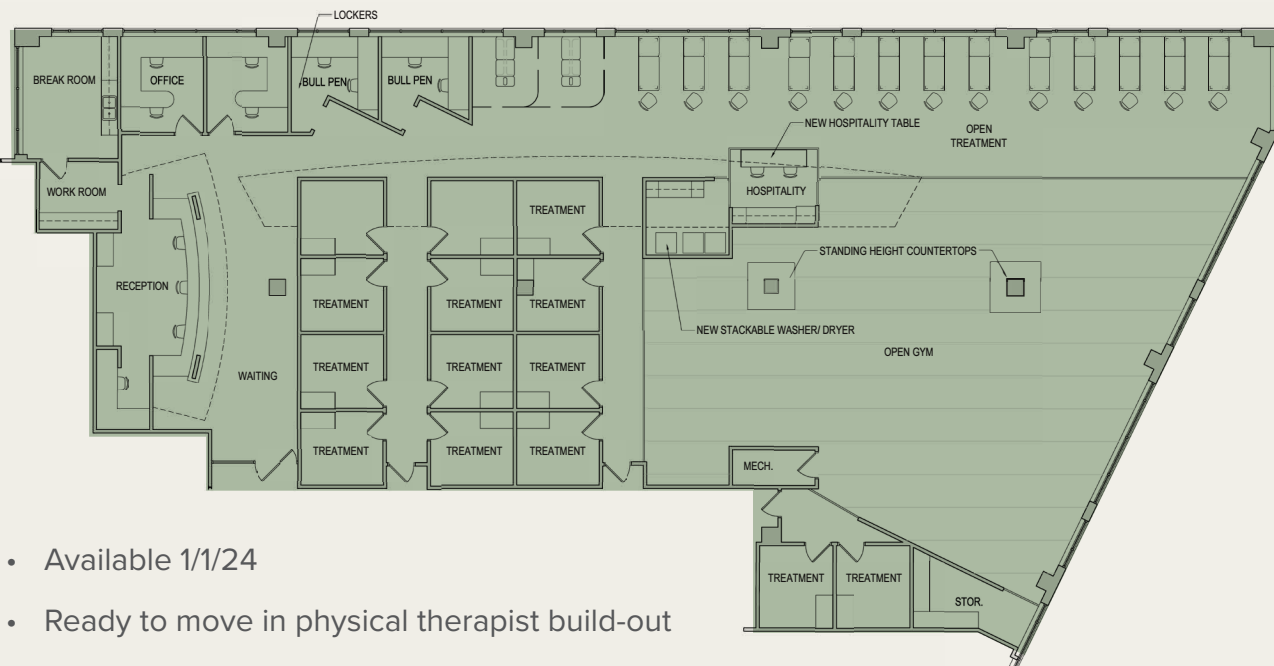 LOCKERS
BREAK ROOM
OFFICE
BULL PEN
BULL PEN
NEW HOSPITALITY TABLE
OPEN
TREATMENT
WORK ROOM
HOSPITALITY
TREATMENT
STANDING HEIGHT COUNTERTOPS
RECEPTION
TREATMENT
TREATMENT
TREATMENT
NEW STACKABLE WASHER/ DRYER
OPEN GYM
WAITING
TREATMENT
TREATMENT
TREATMENT
TREATMENT
TREATMENT
TREATMENT
MECH.
TREATMENT
TREATMENT
STOR.
• Available 1/1/24
• Ready to move in physical therapist build-out